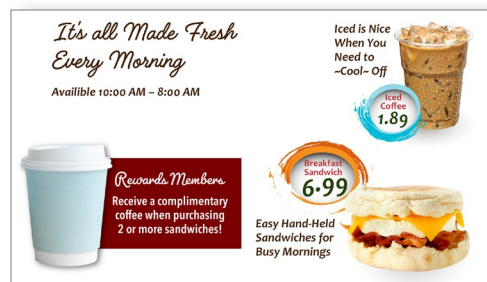 It's all Made Fresh
Every Morning
Availible 10:00 AM – 8:00 AM
Iced is Nice
When You
Need to
~Cool~ Off
Iced
Coffee
1.89
Rewards Members
Receive a complimentary
coffee when purchasing
2 or more sandwiches!
Breakfast
Sandwich
6.99
Easy Hand-Held
Sandwiches for
Busy Mornings